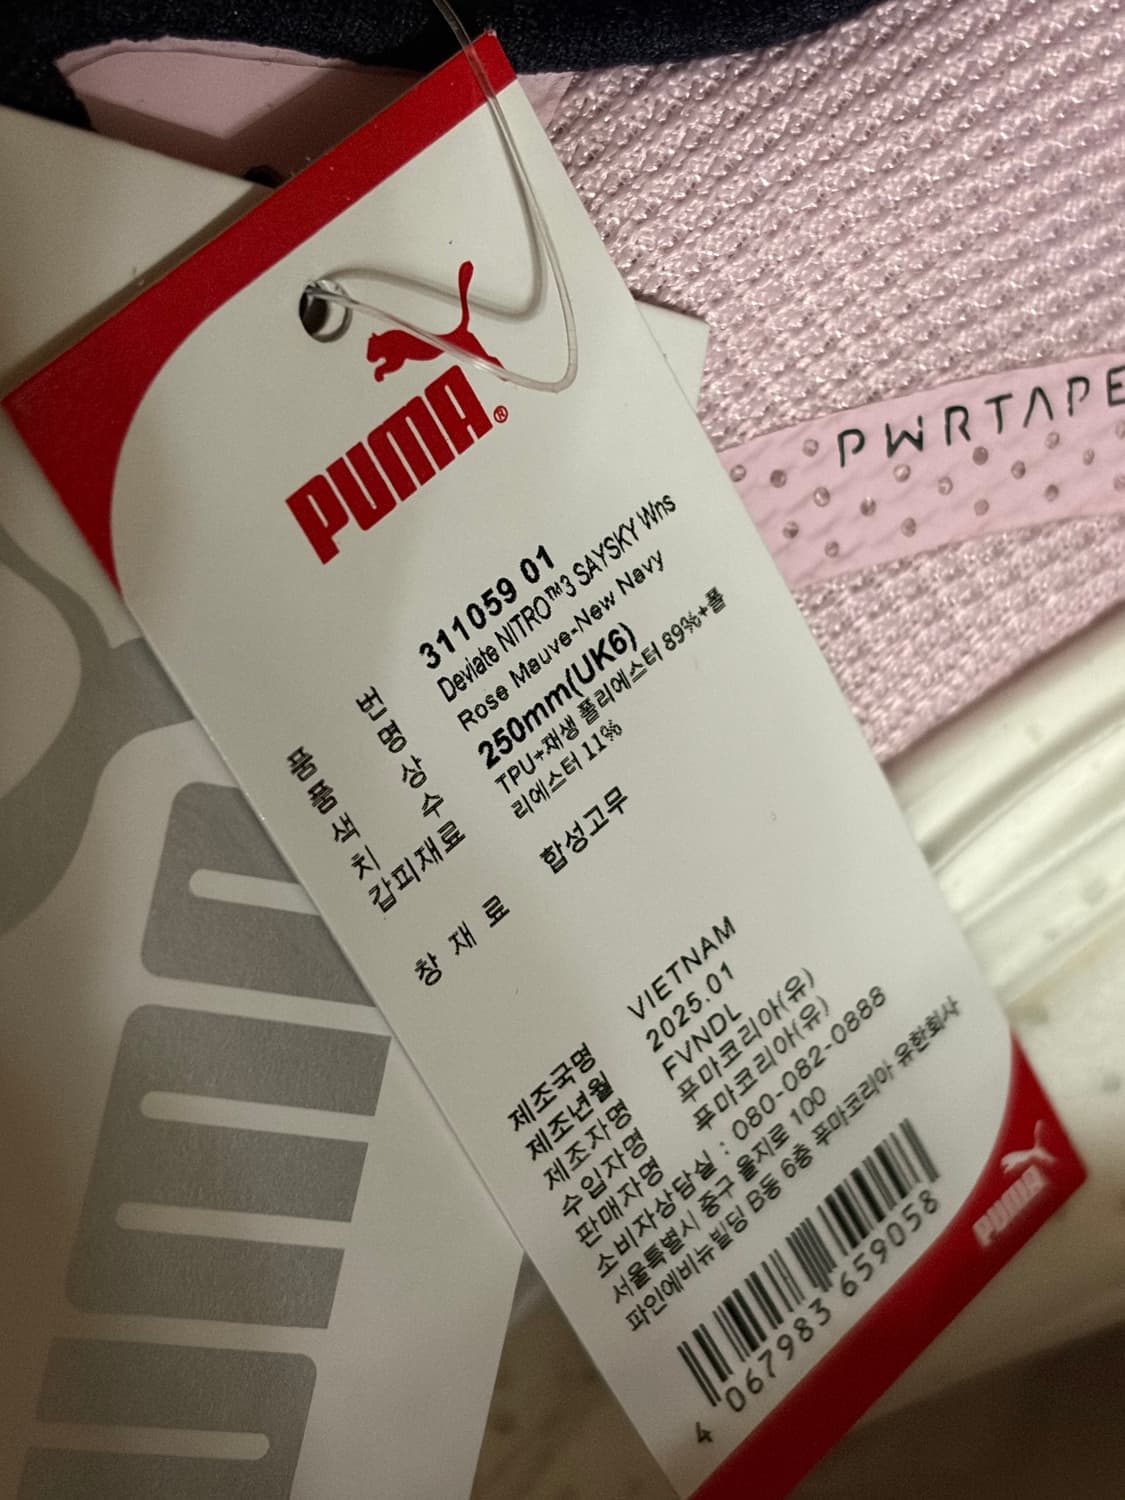 PUMA®
품 번 311059 01
품 명 Deviate NITRO™3 SAYSKY Wns
색 상 Rose Mauve-New Navy
치 수 250mm(UK6)
갑피재료 TPU+재생 폴리에스터 89%+폴
리에스터 11%
창 재 료 합성고무
제조국명 VIETNAM
제조년월 2025.01
제조자명 FVNDL
수입자명 푸마코리아(유)
판매자명 푸마코리아(유)
소비자상담실 : 080-082-0888
서울특별시 중구 을지로 100
파인에비뉴빌딩 B동 6층 푸마코리아 유한회사
4 067983 659058
PUMA
PWRTAPE